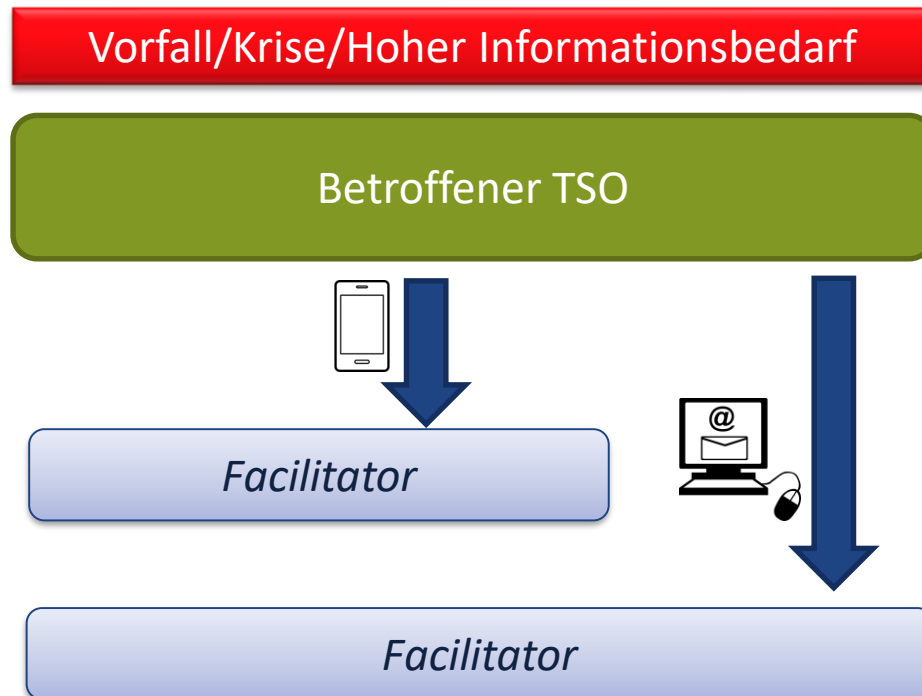 Vorfall/Krise/Hoher Informationsbedarf
Betroffener TSO
Facilitator
@
Facilitator